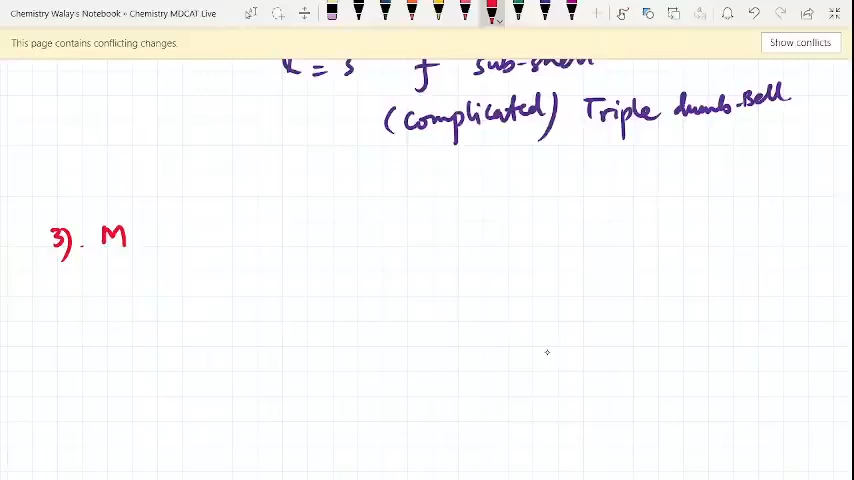 Chemistry Walay's Notebook » Chemistry MDCAT Live
This page contains conflicting changes.
Show conflicts
l = 3 f sub-shell
(Complicated) Triple dumb-Bell
3). M